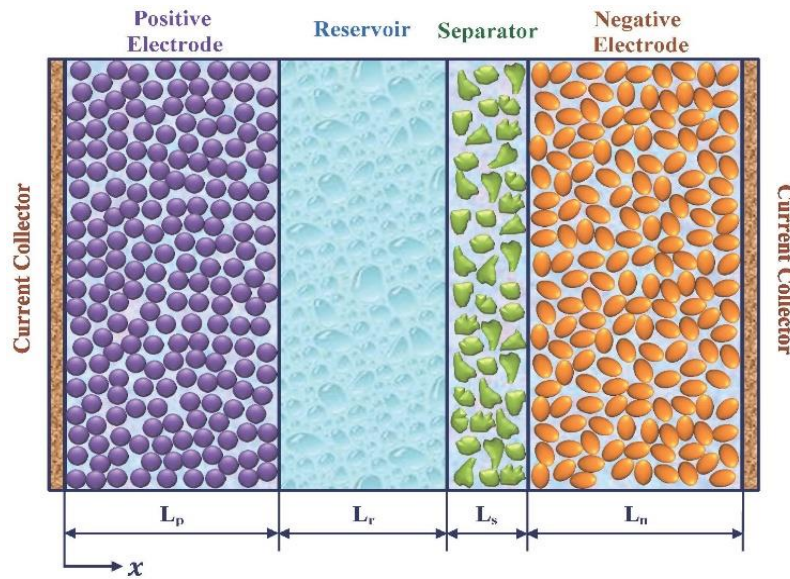 Positive
Electrode
Reservoir
Separator
Negative
Electrode
Current Collector
Current Collector
Lp
Lr
Ls
Ln
x